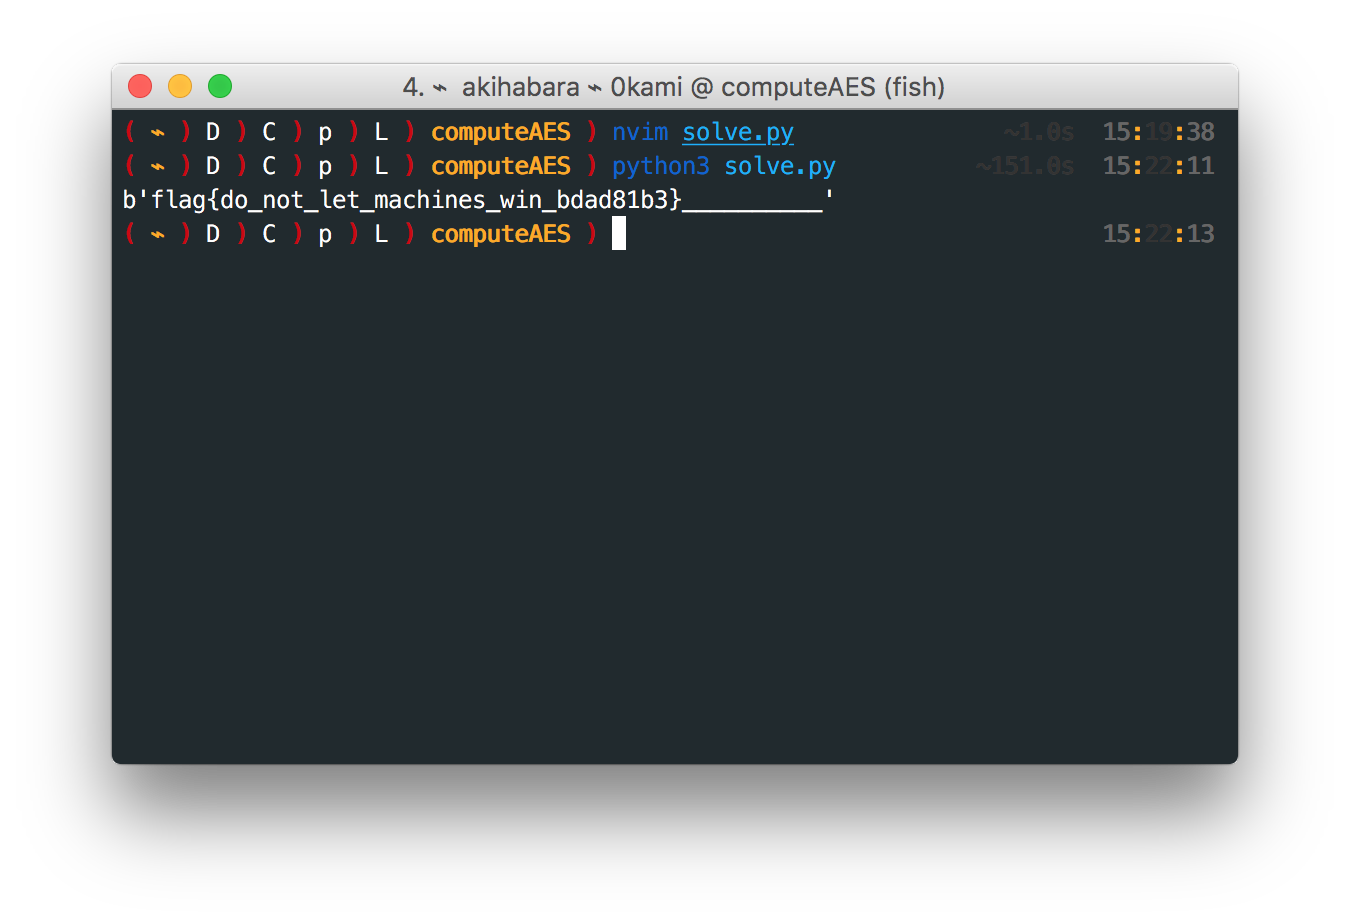 4. ⌁ akihabara ⌁ 0kami @ computeAES (fish)
( ⌁ ) D ) C ) p ) L ) computeAES ) nvim solve.py ~1.0s 15:19:38
( ⌁ ) D ) C ) p ) L ) computeAES ) python3 solve.py ~151.0s 15:22:11
b'flag{do_not_let_machines_win_bdad81b3}__________'
( ⌁ ) D ) C ) p ) L ) computeAES ) 15:22:13